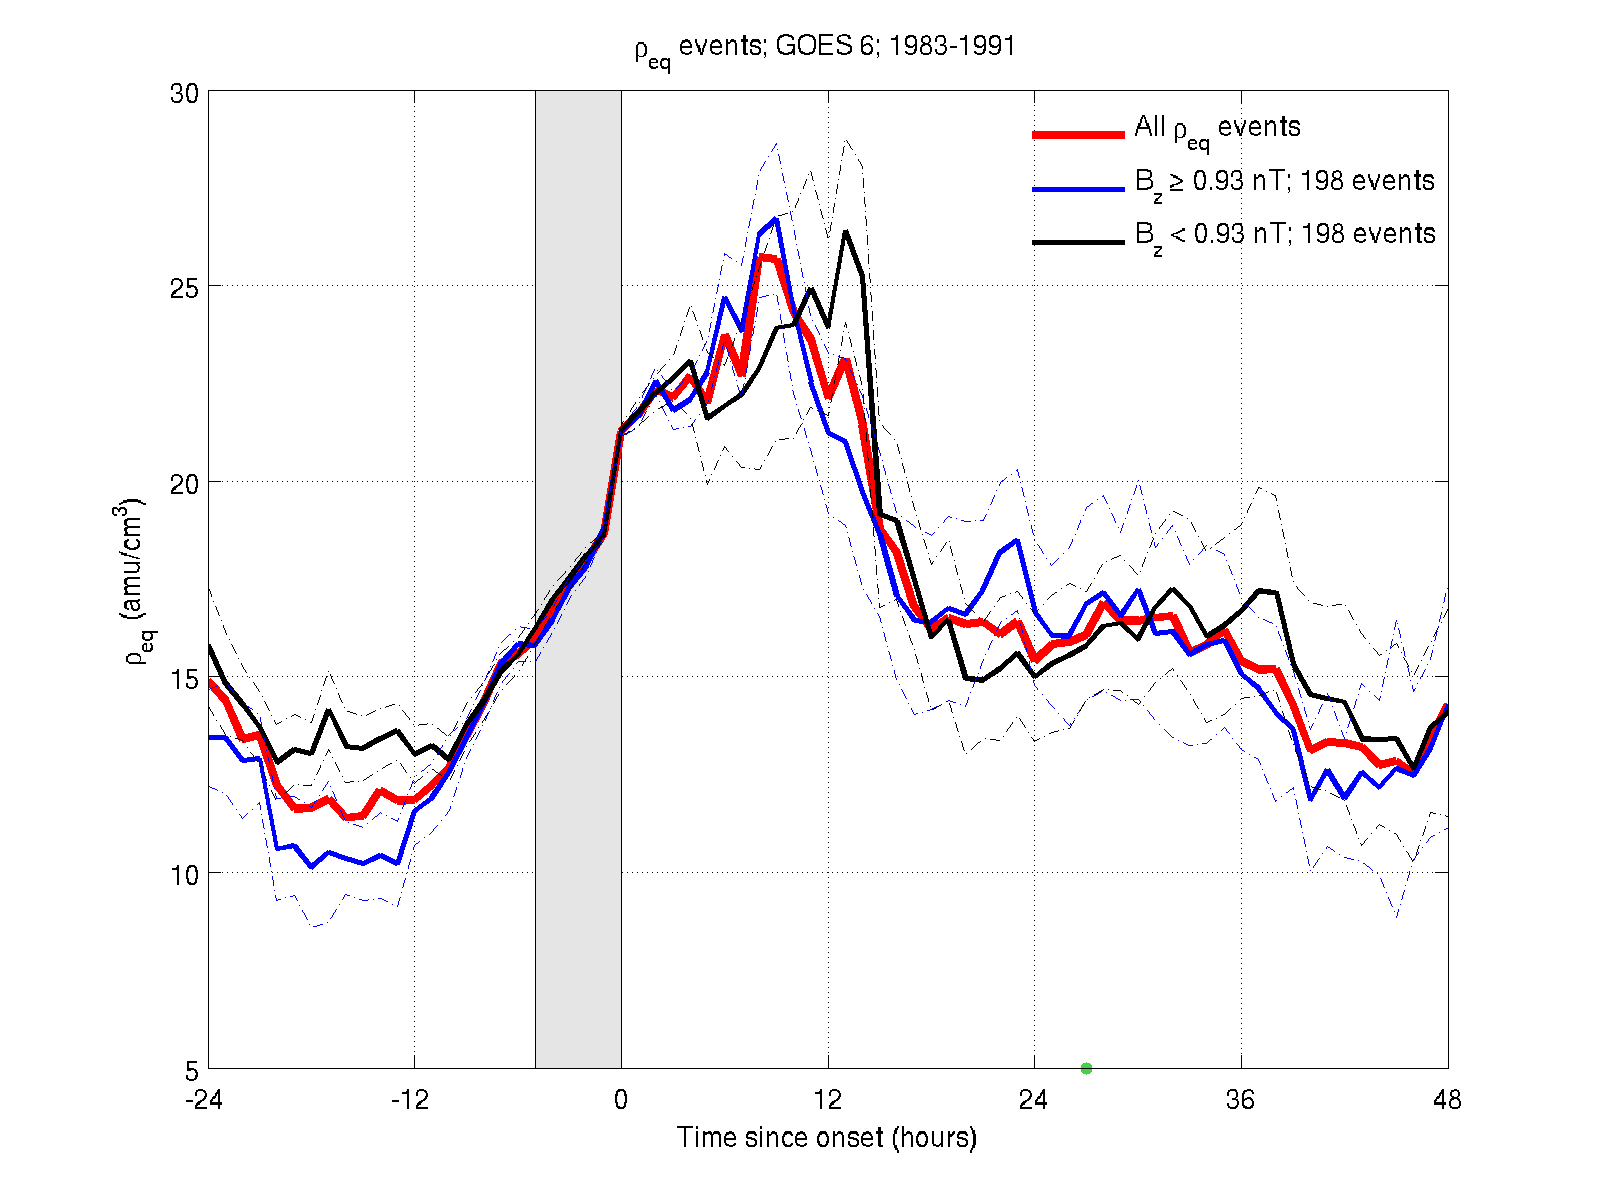 ρeq events; GOES 6; 1983-1991
All ρeq events
Bz ≥ 0.93 nT; 198 events
Bz < 0.93 nT; 198 events
30
25
20
15
10
5
ρeq (amu/cm³)
-24 -12 0 12 24 36 48
Time since onset (hours)